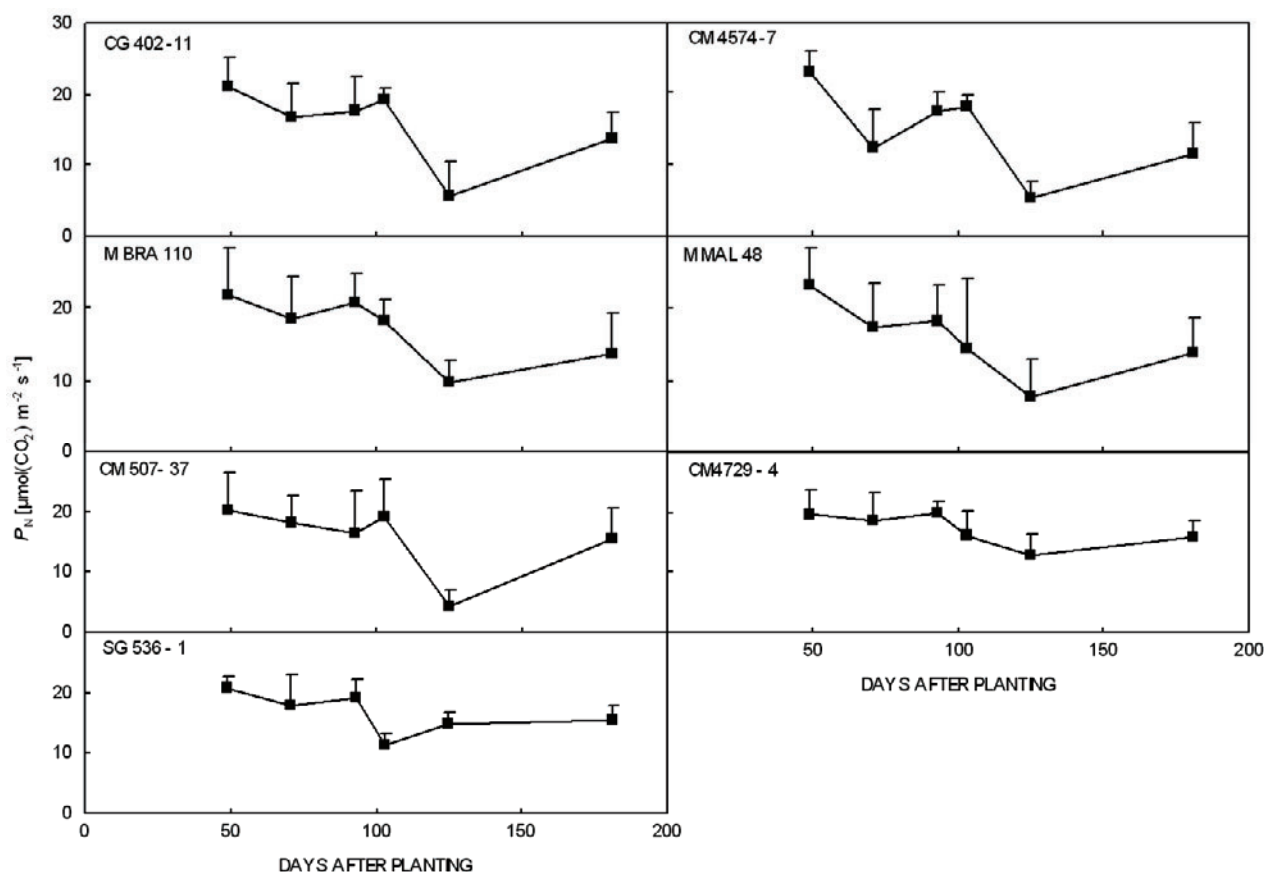 30
CG 402-11
CM 4574-7
20
10
0
M BRA 110
M MAL 48
20
10
0
CM 507- 37
CM4729 - 4
20
10
0
50
100
150
200
SG 536 - 1
DAYS AFTER PLANTING
20
10
0
0
50
100
150
200
DAYS AFTER PLANTING
P_N [µmol(CO₂) m⁻² s⁻¹]